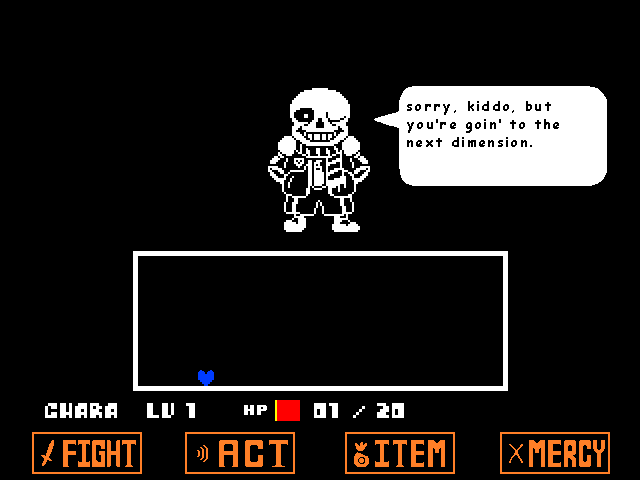 sorry, kiddo, but
you're goin' to the
next dimension.
CHARA LV 1 HP 01 / 20
FIGHT ACT ITEM MERCY